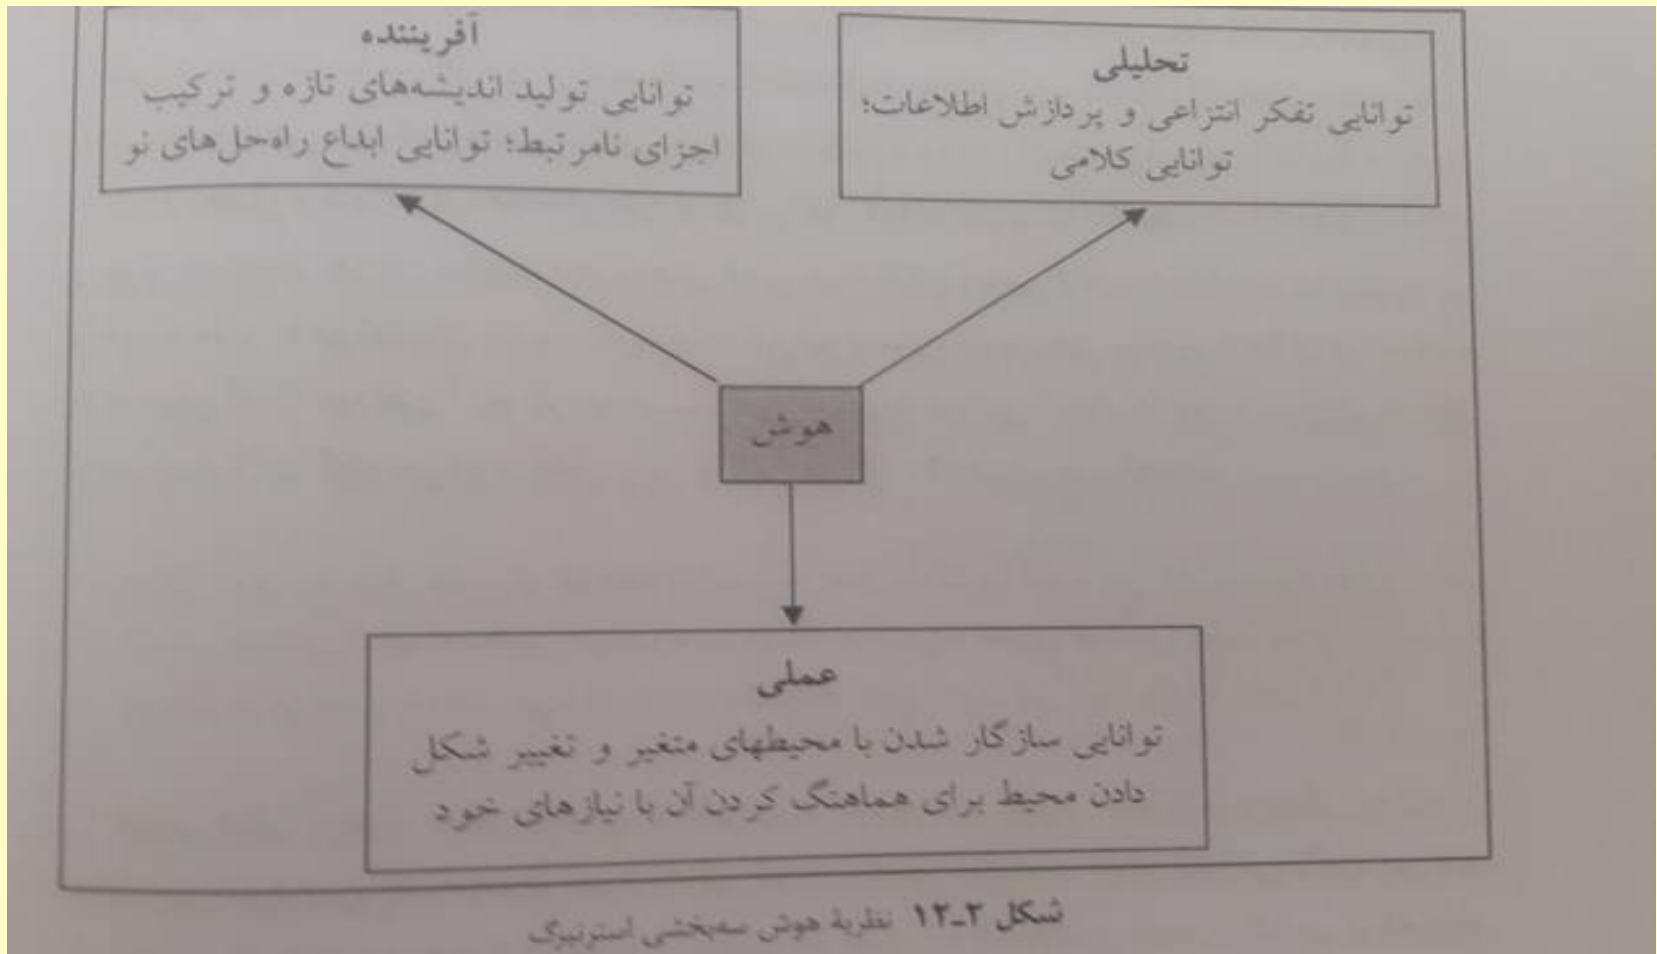 تحلیلی
توانایی تفکر انتزاعی و پردازش اطلاعات؛
توانایی کلامی
آفریننده
توانایی تولید اندیشه‌های تازه و ترکیب
اجزای نامرتبط؛ توانایی ابداع راه‌حل‌های نو
هوش
عملی
توانایی سازگار شدن با محیطهای متغیر و تغییر شکل
دادن محیط برای هماهنگ کردن آن با نیازهای خود
شکل ۲ـ۱۲ نظریهٔ هوش سه‌بخشی استرنبرگ